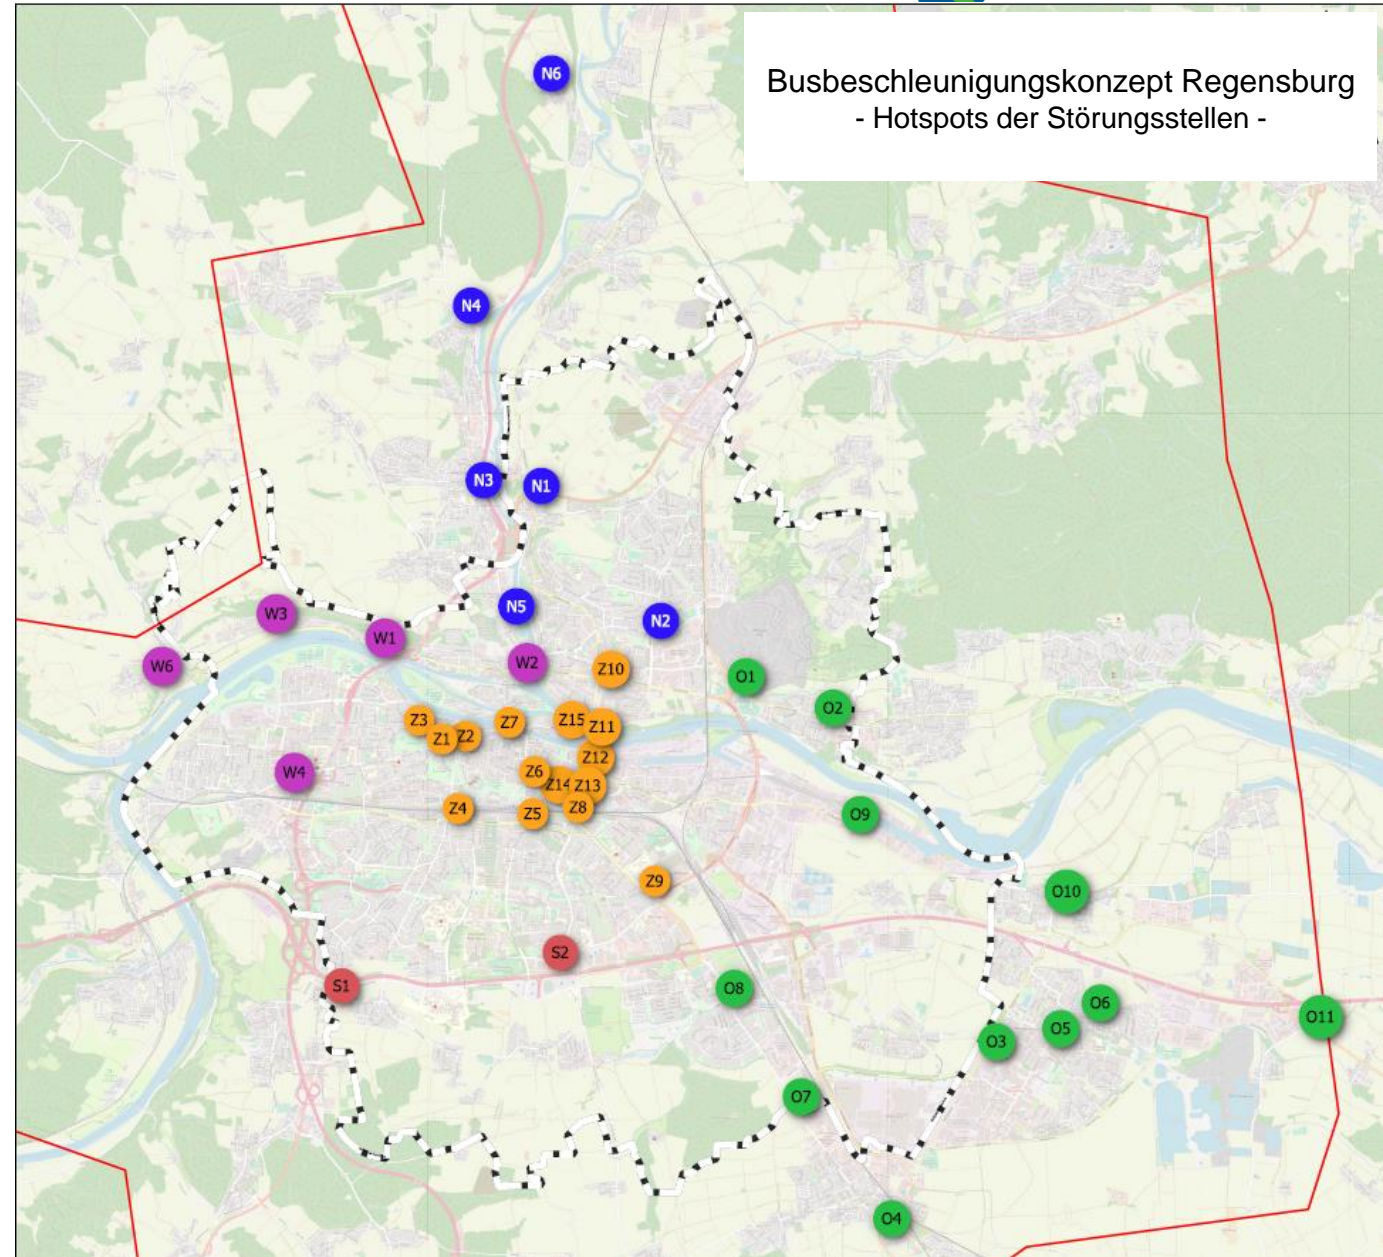 Busbeschleunigungskonzept Regensburg
- Hotspots der Störungsstellen -
N6
N4
N3
N1
N5
N2
W3
W1
W6
W2
Z10
O1
O2
Z3
Z1
Z2
Z7
Z15
Z11
Z12
W4
Z6
Z14
Z13
Z4
Z5
Z8
O9
Z9
O10
S2
S1
O8
O6
O11
O5
O3
O7
O4